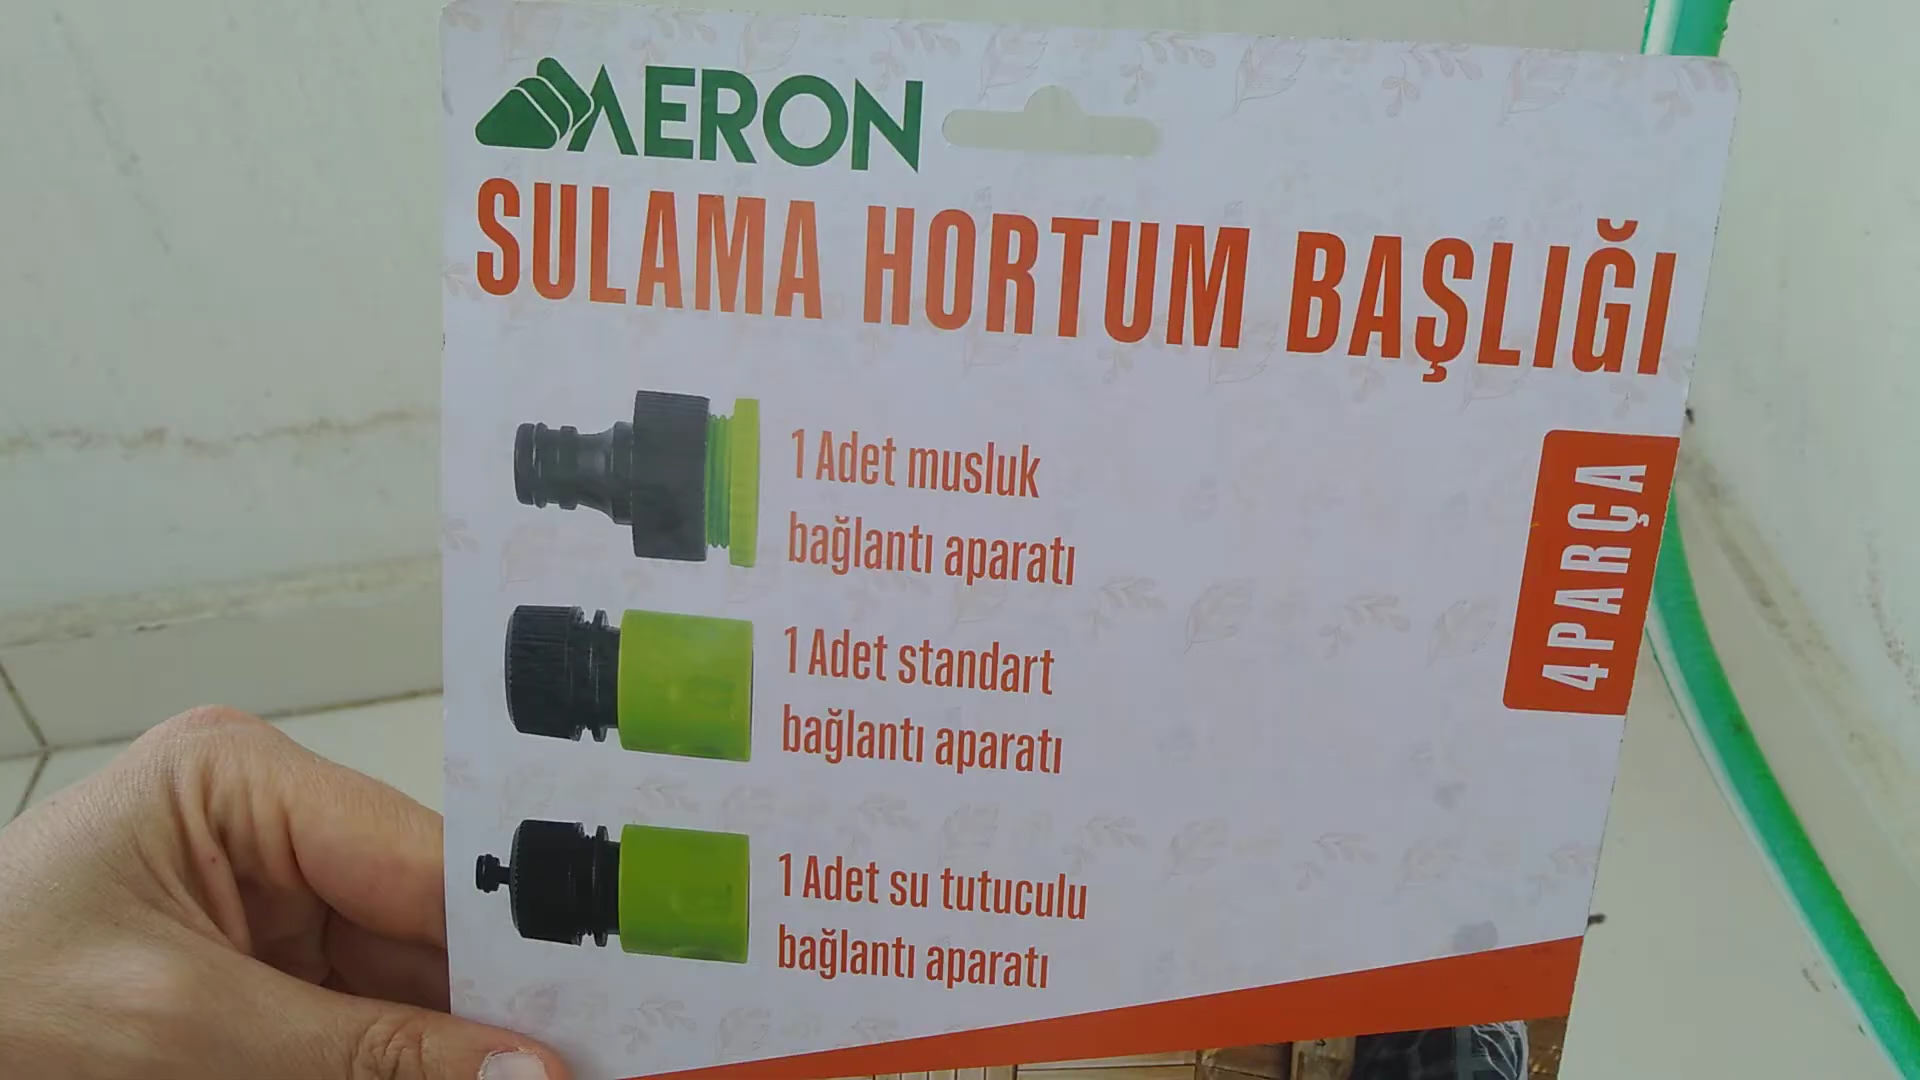 AERON
SULAMA HORTUM BAŞLIĞI
1 Adet musluk
bağlantı aparatı
1 Adet standart
bağlantı aparatı
1 Adet su tutuculu
bağlantı aparatı
4 PARÇA